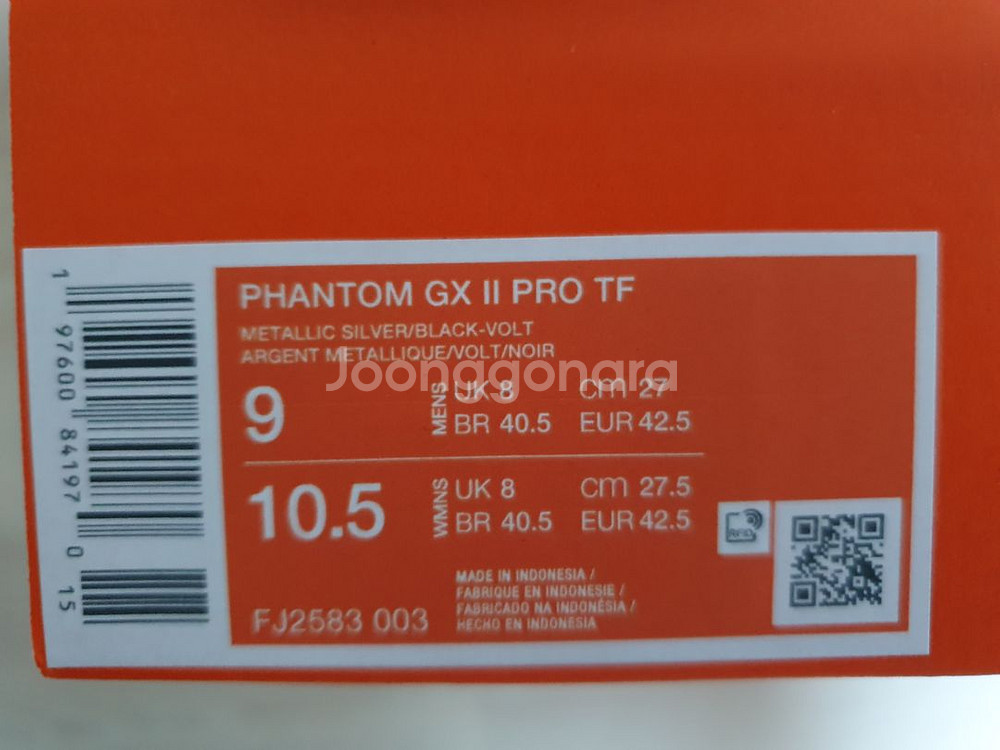 PHANTOM GX II PRO TF
METALLIC SILVER/BLACK-VOLT
ARGENT METALLIQUE/VOLT/NOIR
Joonggonara
9 MENS UK 8 CM 27
BR 40.5 EUR 42.5
10.5 WMNS UK 8 CM 27.5
BR 40.5 EUR 42.5
RFID
MADE IN INDONESIA /
FABRIQUE EN INDONESIE /
FABRICADO NA INDONÉSIA /
HECHO EN INDONESIA
FJ2583 003
1 97600 84197 0 15